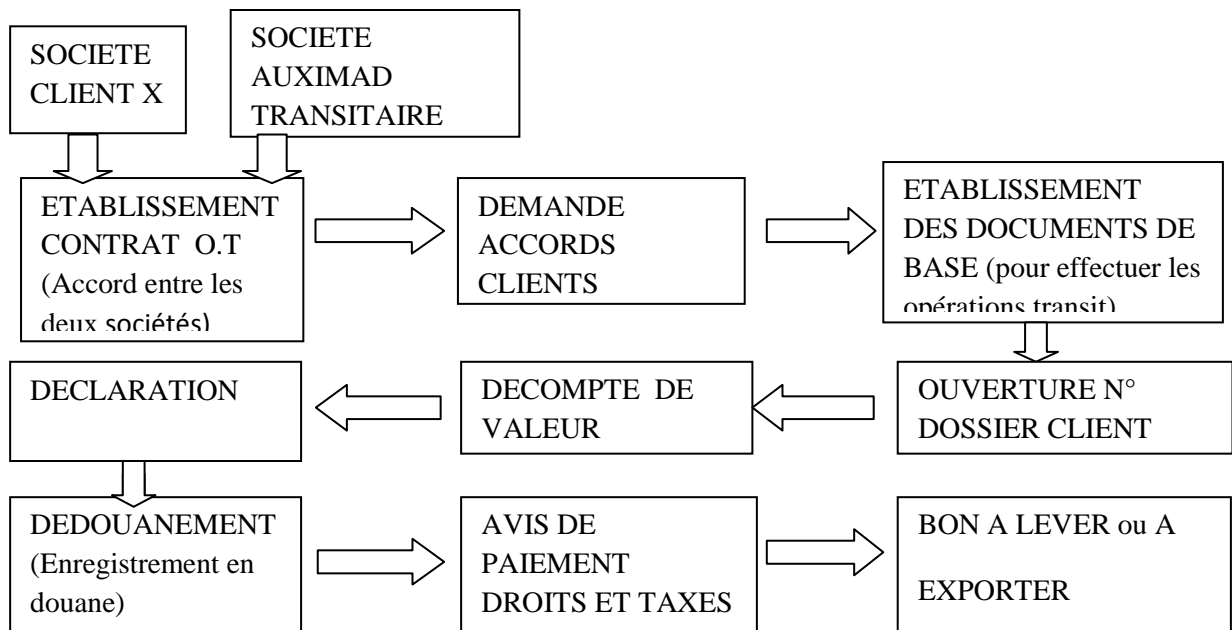 SOCIETE
CLIENT X
SOCIETE
AUXIMAD
TRANSITAIRE
ETABLISSEMENT
CONTRAT O.T
(Accord entre les
deux sociétés)
DEMANDE
ACCORDS
CLIENTS
ETABLISSEMENT
DES DOCUMENTS DE
BASE (pour effectuer les
opérations transit)
OUVERTURE N°
DOSSIER CLIENT
DECOMPTE DE
VALEUR
DECLARATION
DEDOUANEMENT
(Enregistrement en
douane)
AVIS DE
PAIEMENT
DROITS ET TAXES
BON A LEVER ou A
EXPORTER